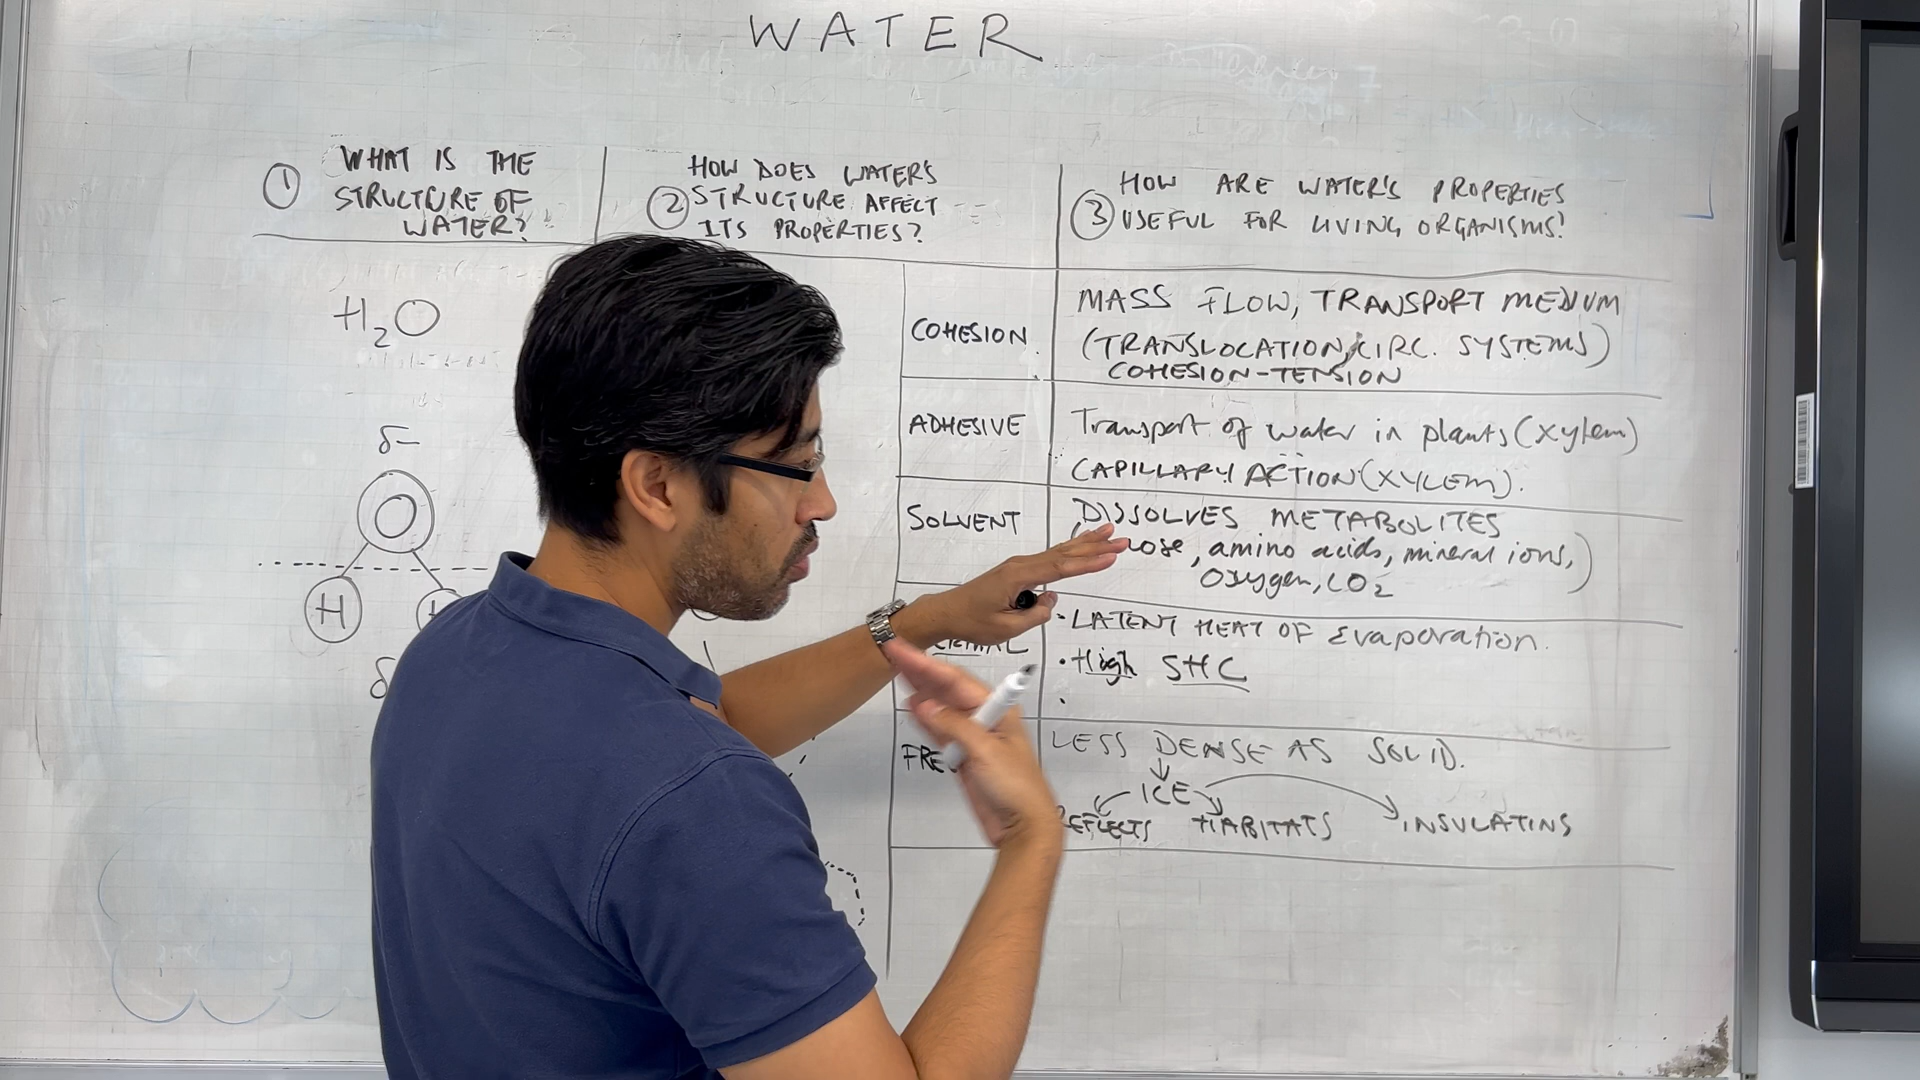 WATER
① WHAT IS THE
STRUCTURE OF
WATER?
② HOW DOES WATER'S
STRUCTURE AFFECT
ITS PROPERTIES?
③ HOW ARE WATER'S PROPERTIES
USEFUL FOR LIVING ORGANISMS?
H₂O
δ-
O
H
δ
COHESION
MASS FLOW, TRANSPORT MEDIUM
(TRANSLOCATION, CIRC. SYSTEMS)
COHESION-TENSION
ADHESIVE
Transport of water in plants (xylem)
CAPILLARY ACTION (XYLEM).
SOLVENT
DISSOLVES METABOLITES
amino acids, mineral ions,
oxygen, CO₂)
• LATENT HEAT OF Evaporation.
• High SHC
•
LESS DENSE AS SOLID.
ICE
REFLECTS HABITATS INSULATING